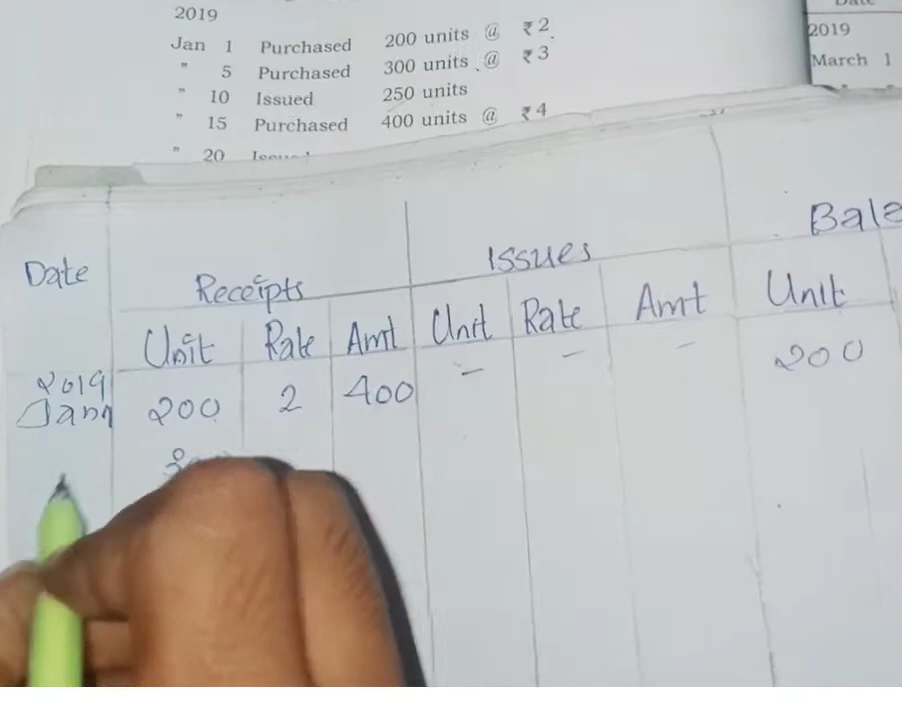 2019
Jan 1 Purchased 200 units @ ₹ 2
" 5 Purchased 300 units @ ₹ 3
" 10 Issued 250 units
" 15 Purchased 400 units @ ₹ 4
" 20
2019
March 1
Date Receipts Issues
Unit Rate Amt Unit Rate Amt Unit
2019
Jan 1 200 2 400 - - - 200